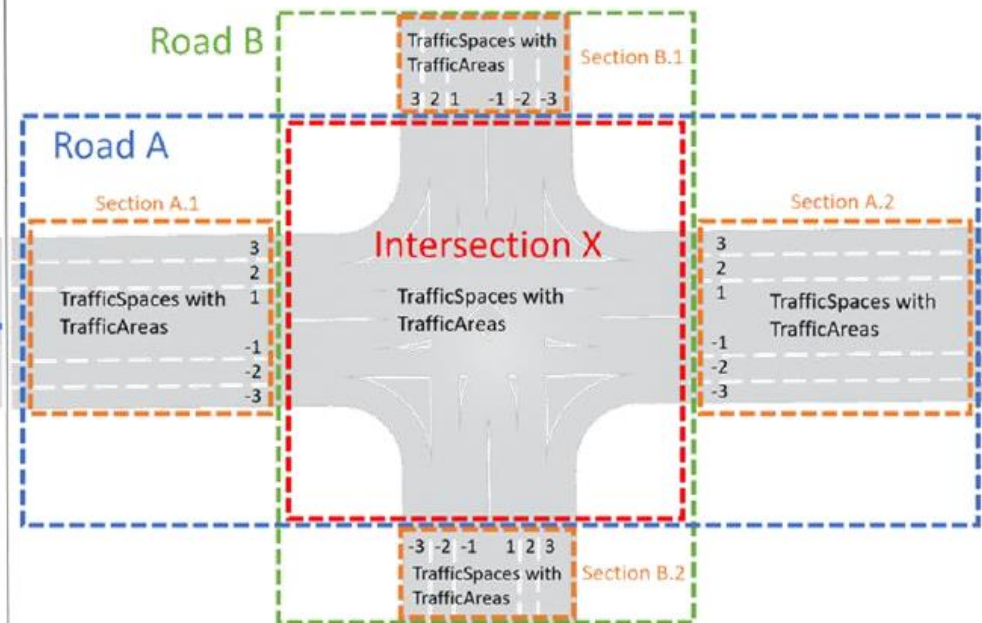 Road B
TrafficSpaces with
TrafficAreas
Section B.1
3 2 1 -1 -2 -3
Road A
Section A.1
Section A.2
Intersection X
3
2
1
TrafficSpaces with
TrafficAreas
-1
-2
-3
TrafficSpaces with
TrafficAreas
3
2
1
TrafficSpaces with
TrafficAreas
-1
-2
-3
-3 -2 -1 1 2 3
TrafficSpaces with
TrafficAreas
Section B.2